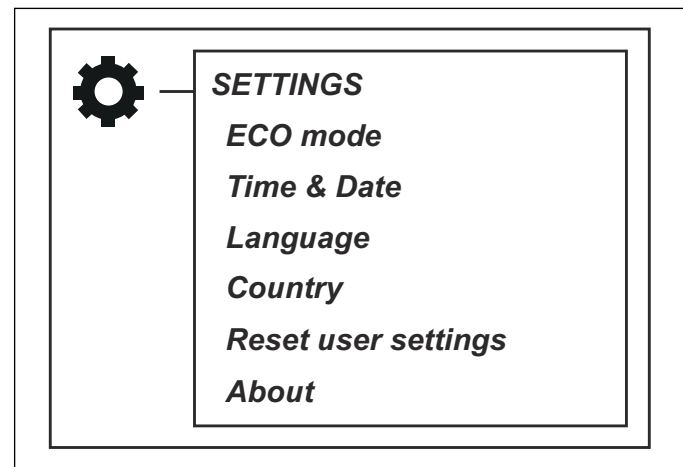 SETTINGS
ECO mode
Time & Date
Language
Country
Reset user settings
About